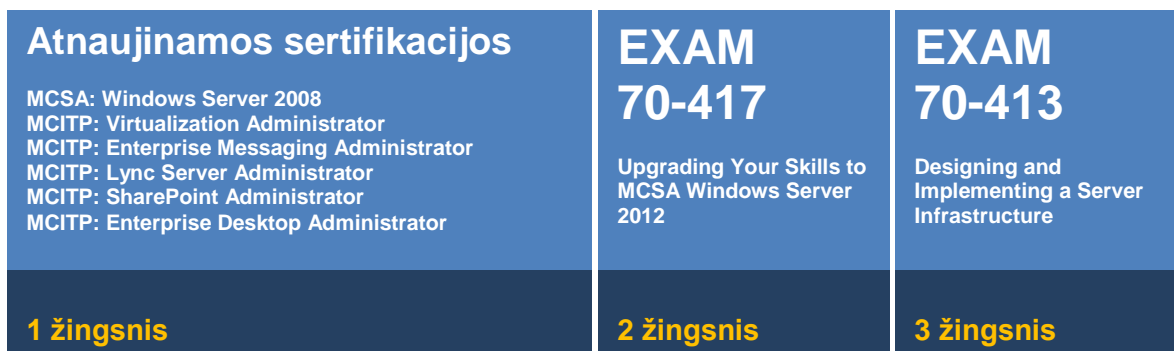 Atnaujinamos sertifikacijos
MCSA: Windows Server 2008
MCITP: Virtualization Administrator
MCITP: Enterprise Messaging Administrator
MCITP: Lync Server Administrator
MCITP: SharePoint Administrator
MCITP: Enterprise Desktop Administrator
1 žingsnis
EXAM
70-417
Upgrading Your Skills to
MCSA Windows Server
2012
2 žingsnis
EXAM
70-413
Designing and
Implementing a Server
Infrastructure
3 žingsnis